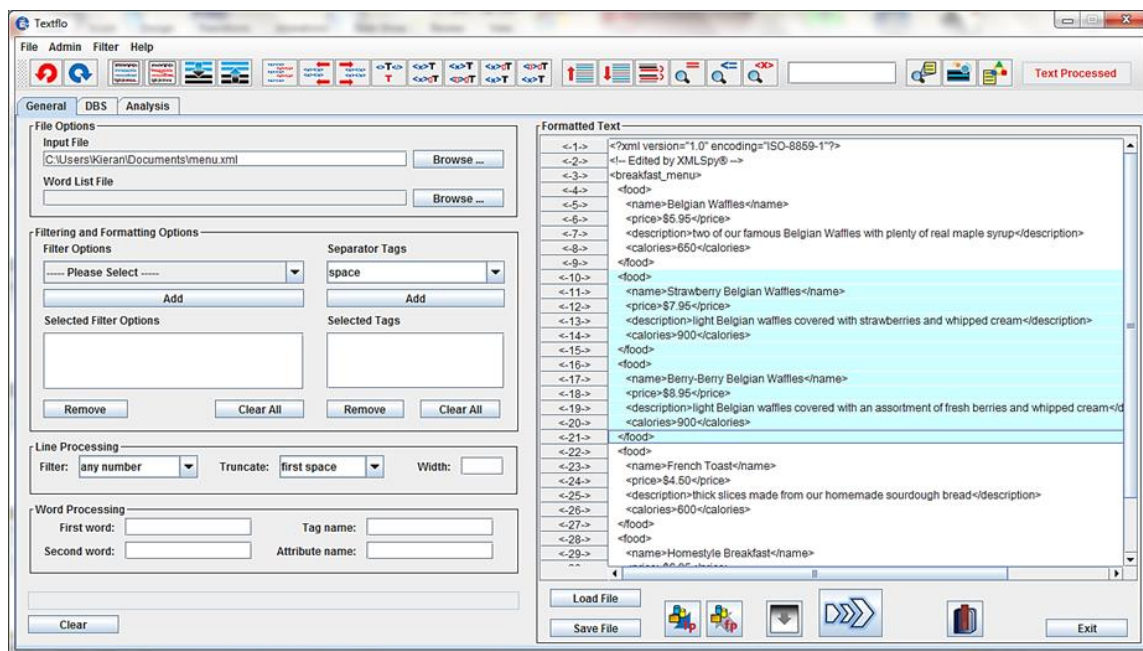 Textflo
File Admin Filter Help
Text Processed
General DBS Analysis
File Options
Input File
C:\Users\Kieran\Documents\menu.xml
Browse ...
Word List File
Browse ...
Filtering and Formatting Options
Filter Options Separator Tags
----- Please Select ----- space
Add Add
Selected Filter Options Selected Tags
Remove Clear All Remove Clear All
Line Processing
Filter: any number Truncate: first space Width:
Word Processing
First word: Tag name:
Second word: Attribute name:
Clear
Formatted Text
<-1-> <?xml version="1.0" encoding="ISO-8859-1"?>
<-2-> <!-- Edited by XMLSpy® -->
<-3-> <breakfast_menu>
<-4-> <food>
<-5-> <name>Belgian Waffles</name>
<-6-> <price>$5.95</price>
<-7-> <description>two of our famous Belgian Waffles with plenty of real maple syrup</description>
<-8-> <calories>650</calories>
<-9-> </food>
<-10-> <food>
<-11-> <name>Strawberry Belgian Waffles</name>
<-12-> <price>$7.95</price>
<-13-> <description>light Belgian waffles covered with strawberries and whipped cream</description>
<-14-> <calories>900</calories>
<-15-> </food>
<-16-> <food>
<-17-> <name>Berry-Berry Belgian Waffles</name>
<-18-> <price>$8.95</price>
<-19-> <description>light Belgian waffles covered with an assortment of fresh berries and whipped cream</d
<-20-> <calories>900</calories>
<-21-> </food>
<-22-> <food>
<-23-> <name>French Toast</name>
<-24-> <price>$4.50</price>
<-25-> <description>thick slices made from our homemade sourdough bread</description>
<-26-> <calories>600</calories>
<-27-> </food>
<-28-> <food>
<-29-> <name>Homestyle Breakfast</name>
Load File
Save File
Exit